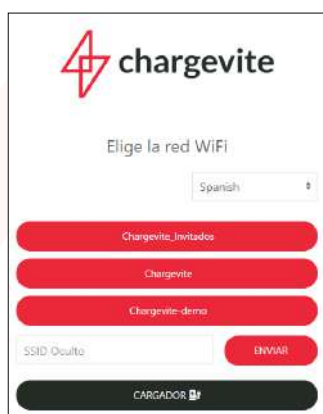 chargevite
Elige la red WiFi
Spanish
Chargevite_Invitados
Chargevite
Chargevite-demo
SSID Oculto
ENVIAR
CARGADOR